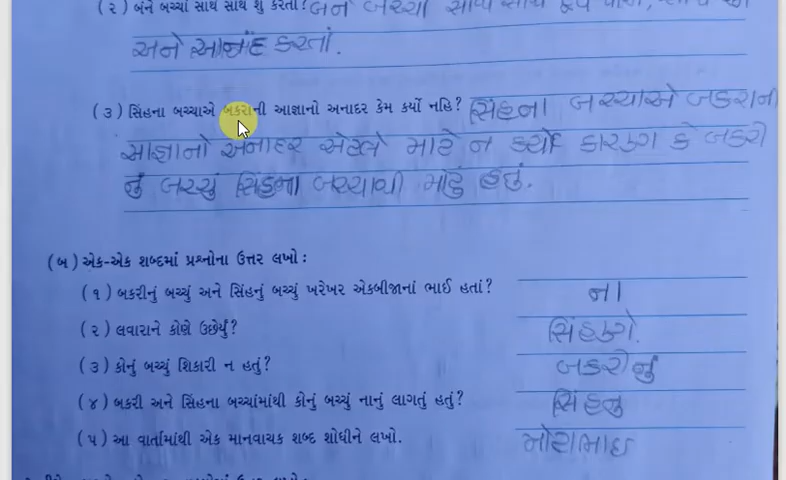 (૨) બંને બચ્ચાં સાથે સાથે શું કરતાં? બંને બચ્ચાં સાથે સાથે
અને આનંદ કરતાં.
(૩) સિંહના બચ્ચાએ બકરાની આજ્ઞાનો અનાદર કેમ કર્યો નહિ? સિંહના બચ્ચાએ બકરાની
આજ્ઞાનો અનાદર એટલે માટે ન કર્યો કારણ કે બકરી
નું બચ્ચું સિંહના બચ્ચાથી મોટું હતું.
(બ) એક-એક શબ્દમાં પ્રશ્નોના ઉત્તર લખો :
(૧) બકરીનું બચ્ચું અને સિંહનું બચ્ચું ખરેખર એકબીજાનાં ભાઈ હતાં? ના
(૨) લવારાને કોણે ઉછેર્યું? સિંહણે.
(૩) કોનું બચ્ચું શિકારી ન હતું? બકરીનું
(૪) બકરી અને સિંહના બચ્ચાંમાંથી કોનું બચ્ચું નાનું લાગતું હતું? સિંહનુ
(૫) આ વાર્તામાંથી એક માનવાચક શબ્દ શોધીને લખો. મોટાભાઇ